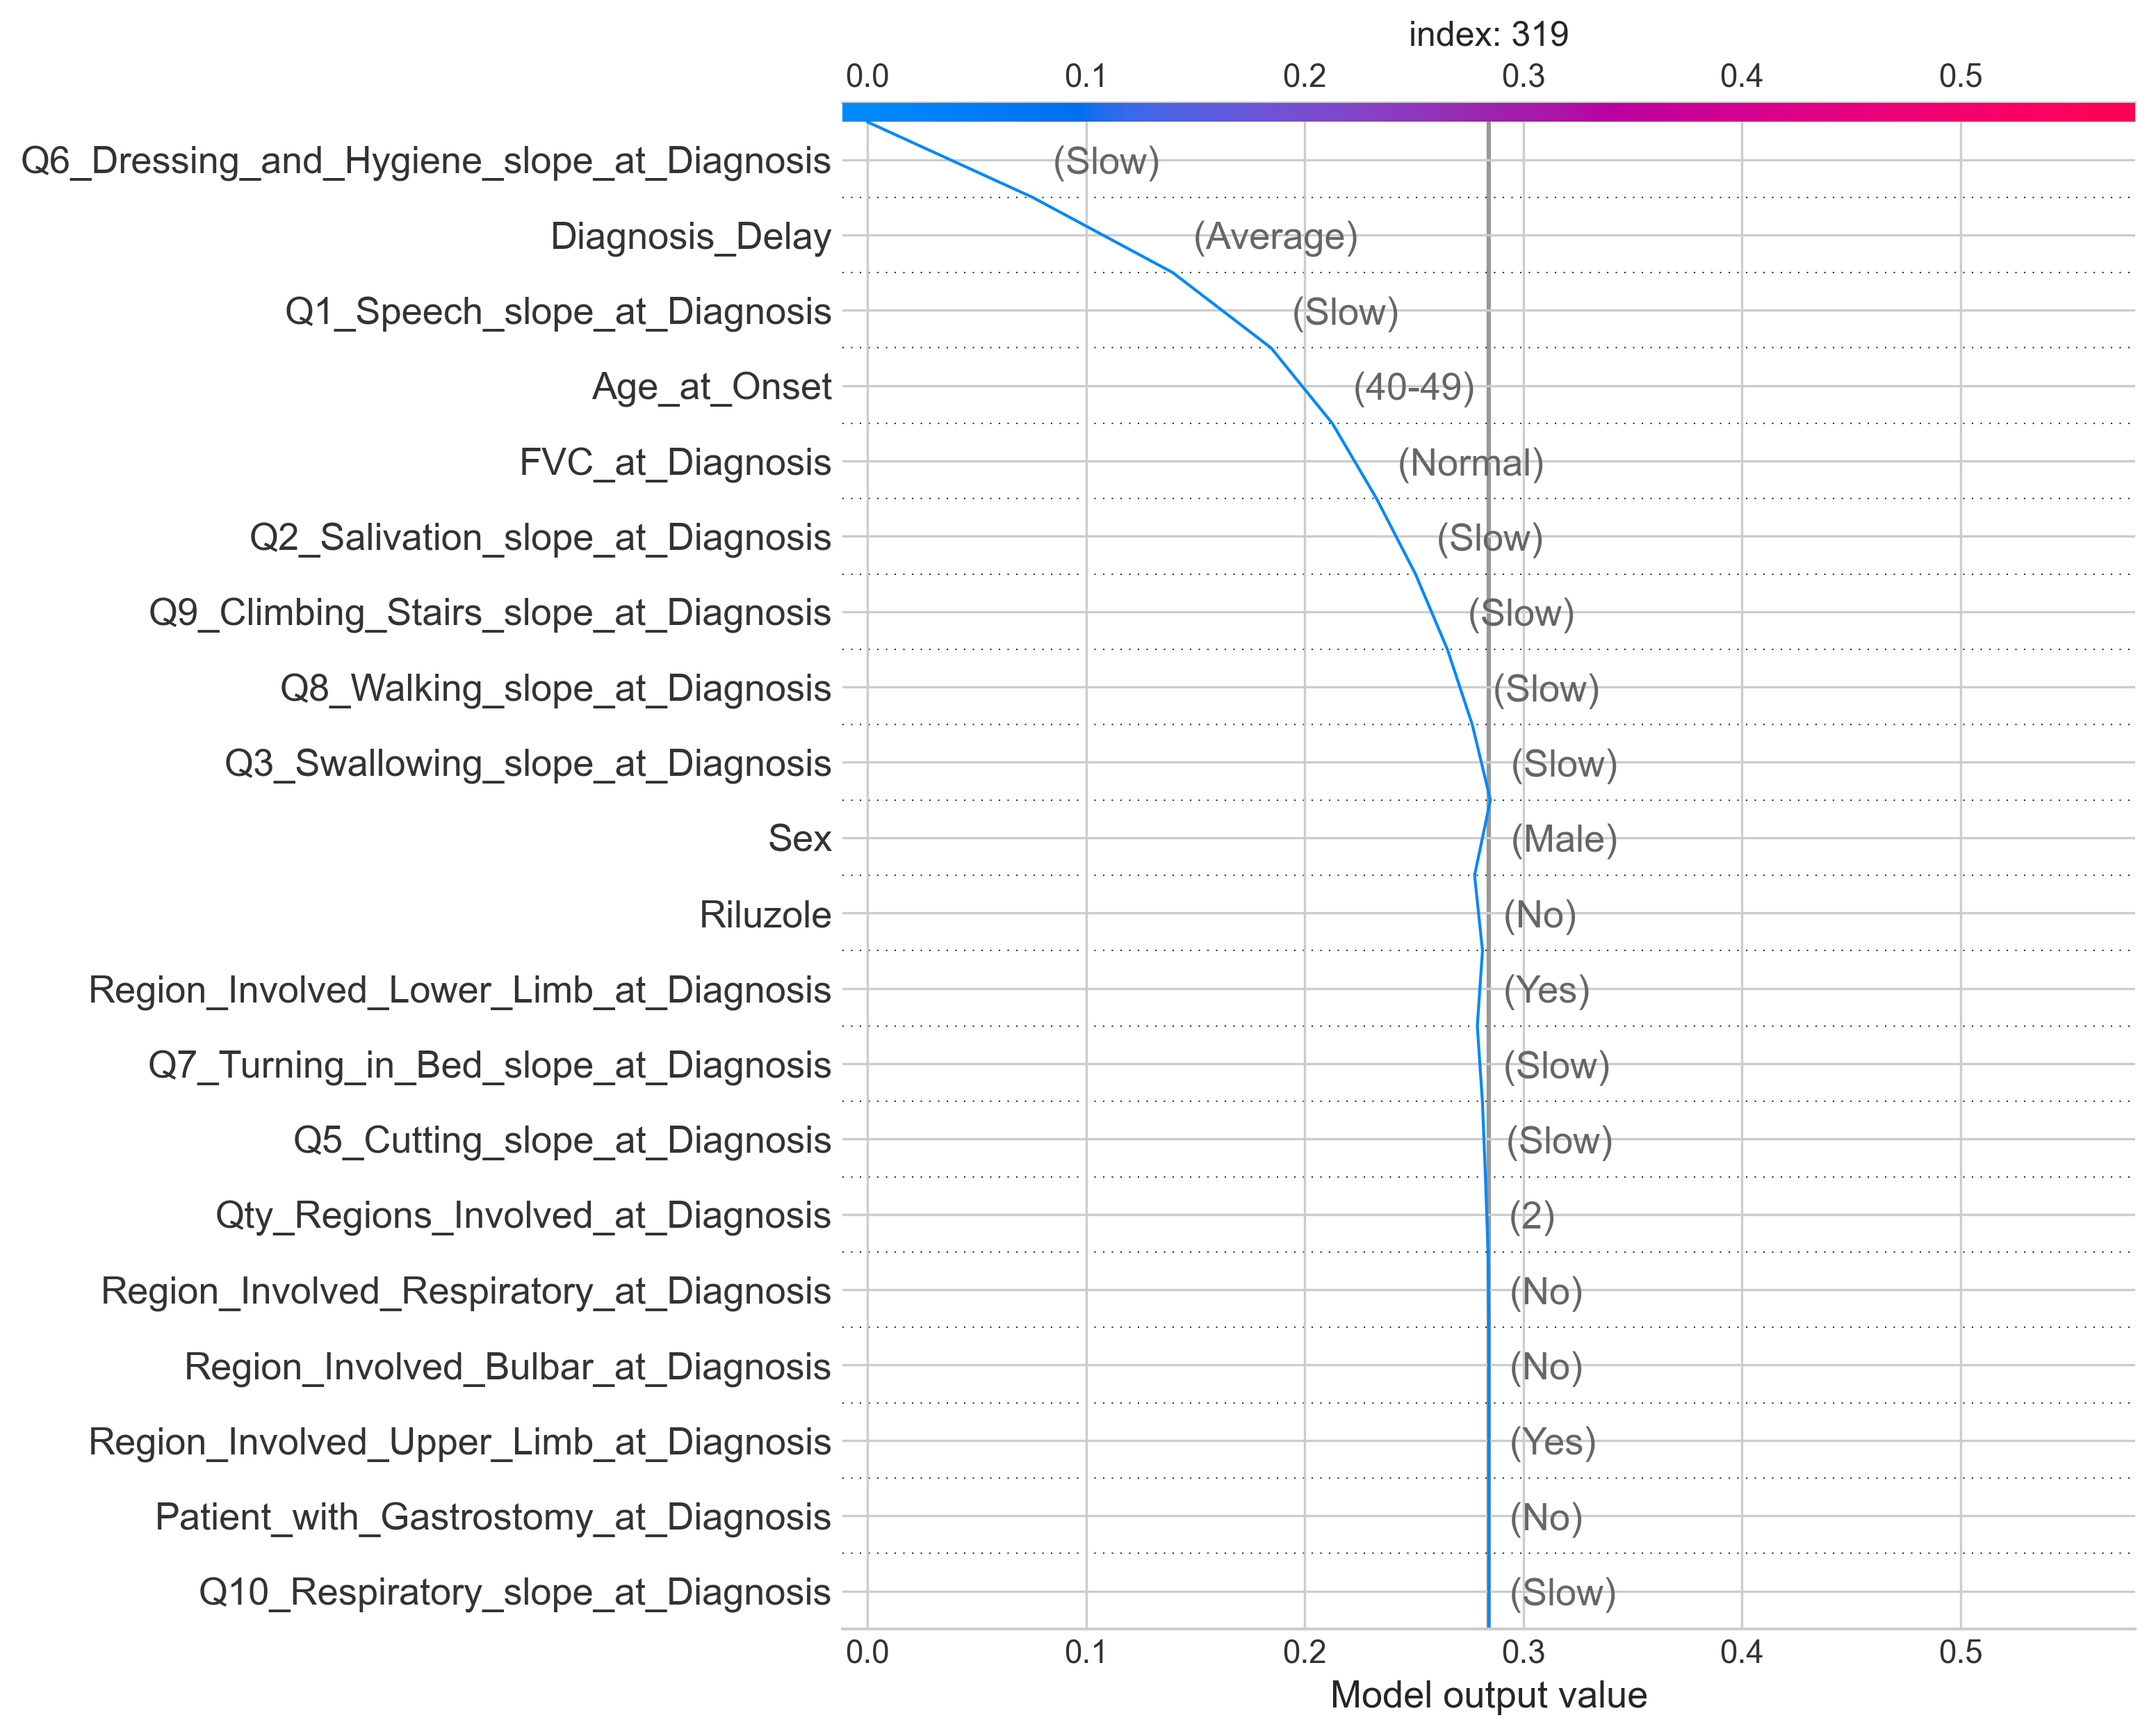 index: 319
0.0 0.1 0.2 0.3 0.4 0.5
Q6_Dressing_and_Hygiene_slope_at_Diagnosis (Slow)
Diagnosis_Delay (Average)
Q1_Speech_slope_at_Diagnosis (Slow)
Age_at_Onset (40-49)
FVC_at_Diagnosis (Normal)
Q2_Salivation_slope_at_Diagnosis (Slow)
Q9_Climbing_Stairs_slope_at_Diagnosis (Slow)
Q8_Walking_slope_at_Diagnosis (Slow)
Q3_Swallowing_slope_at_Diagnosis (Slow)
Sex (Male)
Riluzole (No)
Region_Involved_Lower_Limb_at_Diagnosis (Yes)
Q7_Turning_in_Bed_slope_at_Diagnosis (Slow)
Q5_Cutting_slope_at_Diagnosis (Slow)
Qty_Regions_Involved_at_Diagnosis (2)
Region_Involved_Respiratory_at_Diagnosis (No)
Region_Involved_Bulbar_at_Diagnosis (No)
Region_Involved_Upper_Limb_at_Diagnosis (Yes)
Patient_with_Gastrostomy_at_Diagnosis (No)
Q10_Respiratory_slope_at_Diagnosis (Slow)
0.0 0.1 0.2 0.3 0.4 0.5
Model output value